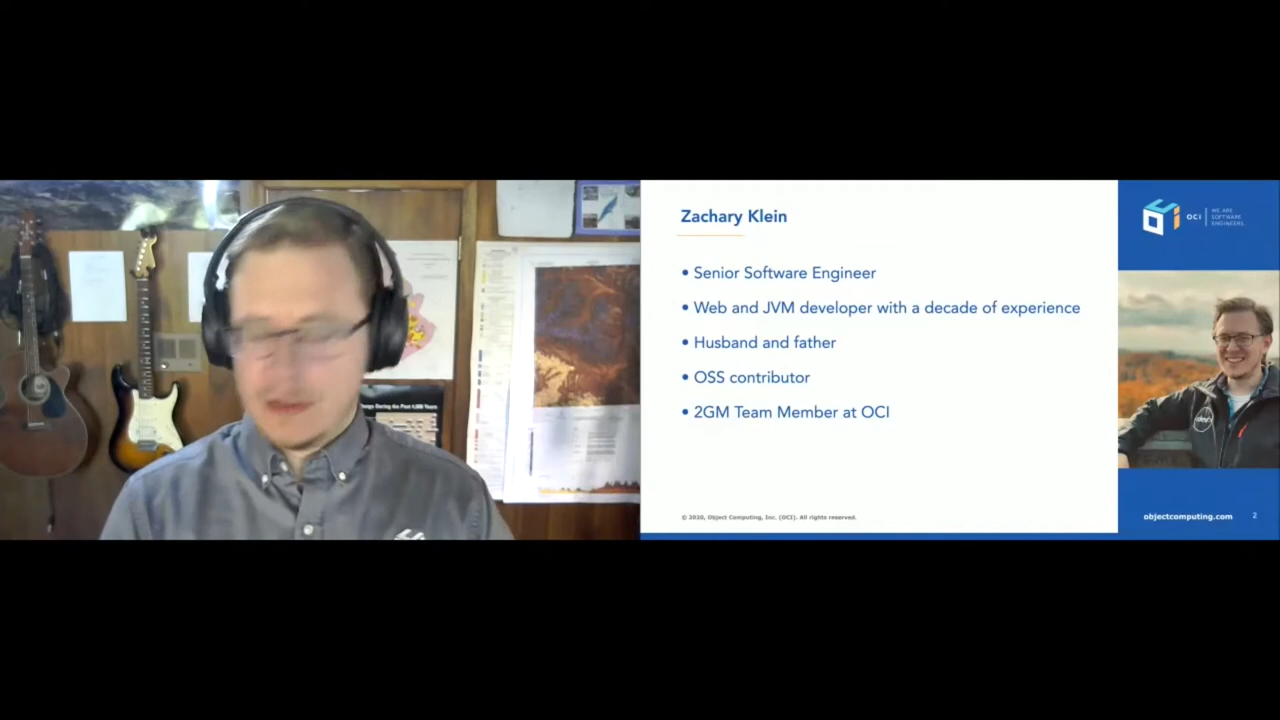 Zachary Klein
• Senior Software Engineer
• Web and JVM developer with a decade of experience
• Husband and father
• OSS contributor
• 2GM Team Member at OCI
© 2020, Object Computing, Inc. (OCI). All rights reserved.
OCI
WE ARE
SOFTWARE
ENGINEERS.
objectcomputing.com
2